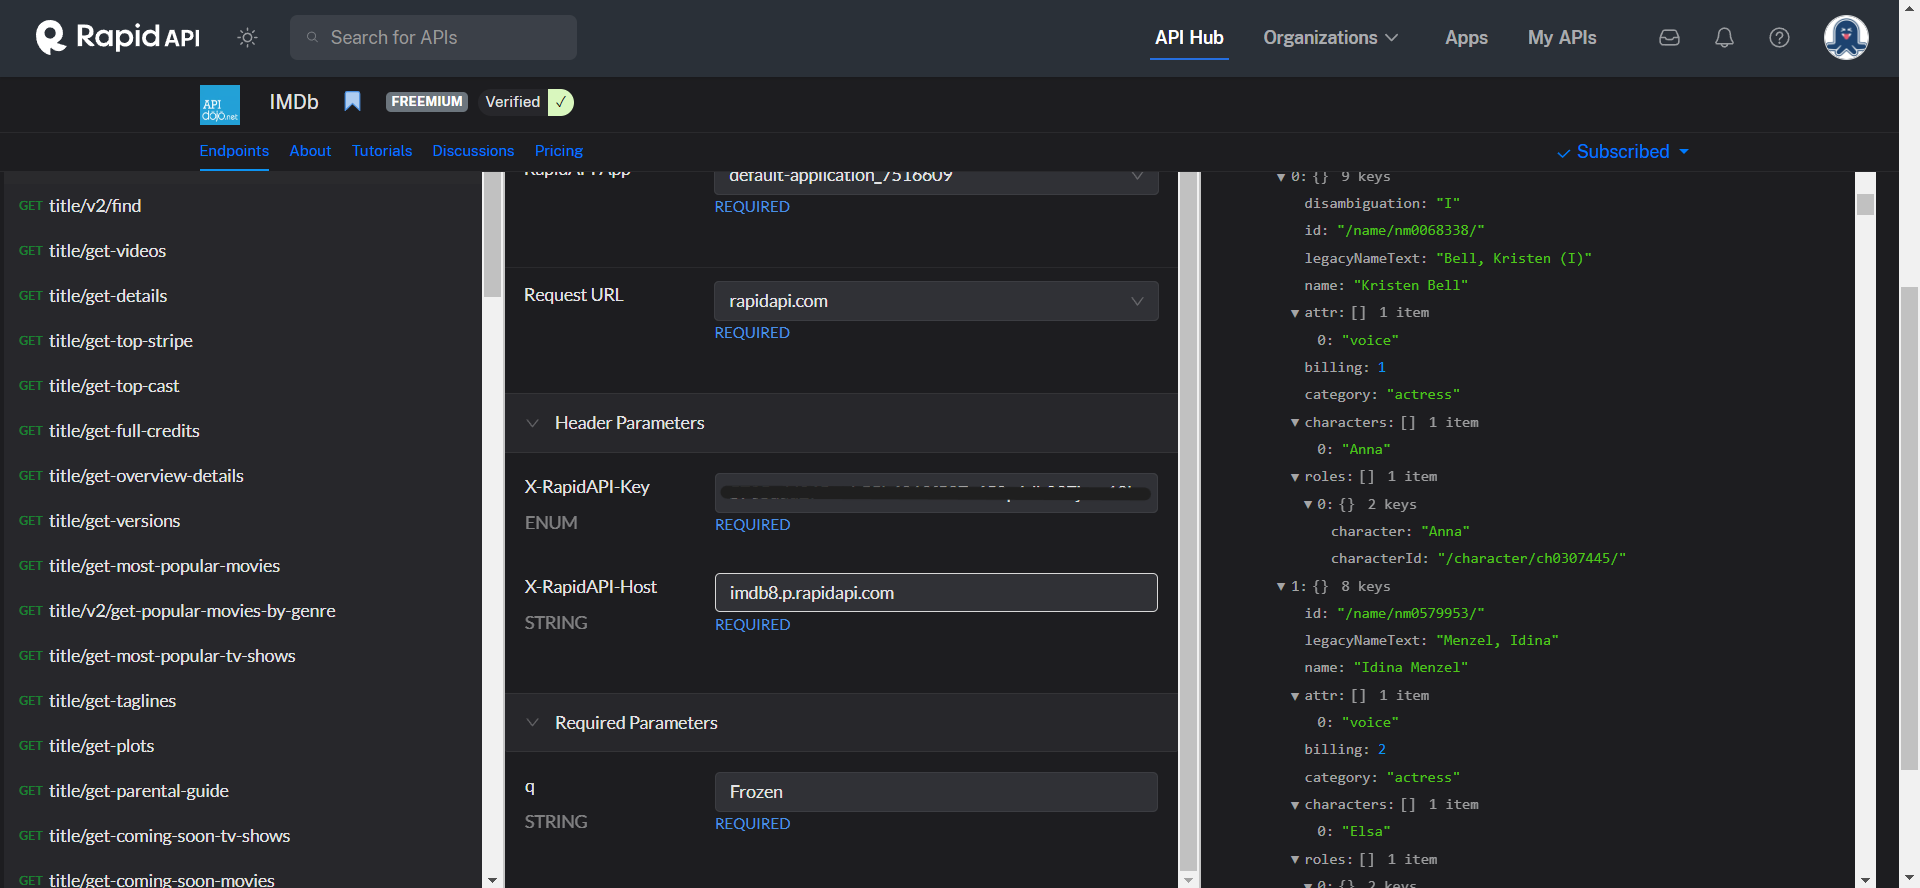 Rapid API
Search for APIs
API Hub
Organizations
Apps
My APIs
API
dojo.net
IMDb
FREEMIUM
Verified ✓
Endpoints
About
Tutorials
Discussions
Pricing
✓ Subscribed
GET title/v2/find
GET title/get-videos
GET title/get-details
GET title/get-top-stripe
GET title/get-top-cast
GET title/get-full-credits
GET title/get-overview-details
GET title/get-versions
GET title/get-most-popular-movies
GET title/v2/get-popular-movies-by-genre
GET title/get-most-popular-tv-shows
GET title/get-taglines
GET title/get-plots
GET title/get-parental-guide
GET title/get-coming-soon-tv-shows
GET title/get-coming-soon-movies
RapidAPI App
default-application_7516609
REQUIRED
Request URL
rapidapi.com
REQUIRED
Header Parameters
X-RapidAPI-Key
ENUM
REQUIRED
X-RapidAPI-Host
imdb8.p.rapidapi.com
STRING
REQUIRED
Required Parameters
q
Frozen
STRING
REQUIRED
▼ 0: {} 9 keys
disambiguation: "I"
id: "/name/nm0068338/"
legacyNameText: "Bell, Kristen (I)"
name: "Kristen Bell"
▼ attr: [] 1 item
0: "voice"
billing: 1
category: "actress"
▼ characters: [] 1 item
0: "Anna"
▼ roles: [] 1 item
▼ 0: {} 2 keys
character: "Anna"
characterId: "/character/ch0307445/"
▼ 1: {} 8 keys
id: "/name/nm0579953/"
legacyNameText: "Menzel, Idina"
name: "Idina Menzel"
▼ attr: [] 1 item
0: "voice"
billing: 2
category: "actress"
▼ characters: [] 1 item
0: "Elsa"
▼ roles: [] 1 item
▼ 0: {} 2 keys